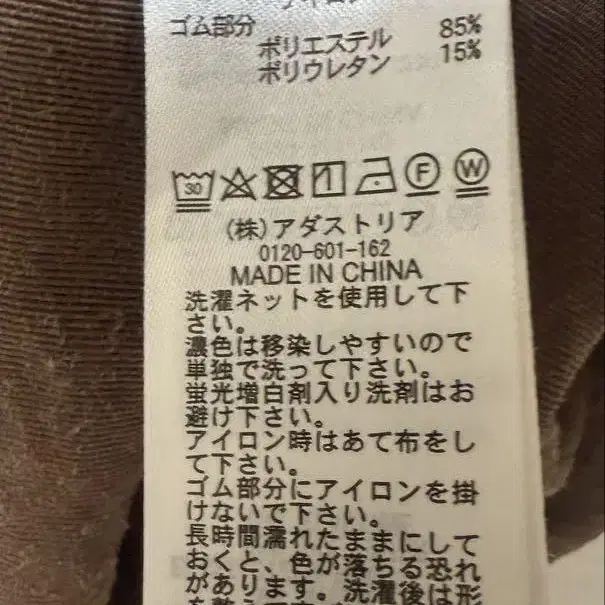 ゴム部分
ポリエステル 85%
ポリウレタン 15%
30 F W
(株)アダストリア
0120-601-162
MADE IN CHINA
洗濯ネットを使用して下
さい。
濃色は移染しやすいので
単独で洗って下さい。
蛍光増白剤入り洗剤はお
避け下さい。
アイロン時はあて布をし
て下さい。
ゴム部分にアイロンを掛
けないで下さい。
長時間濡れたままにして
おくと、色が落ちる恐れ
があります。洗濯後は形